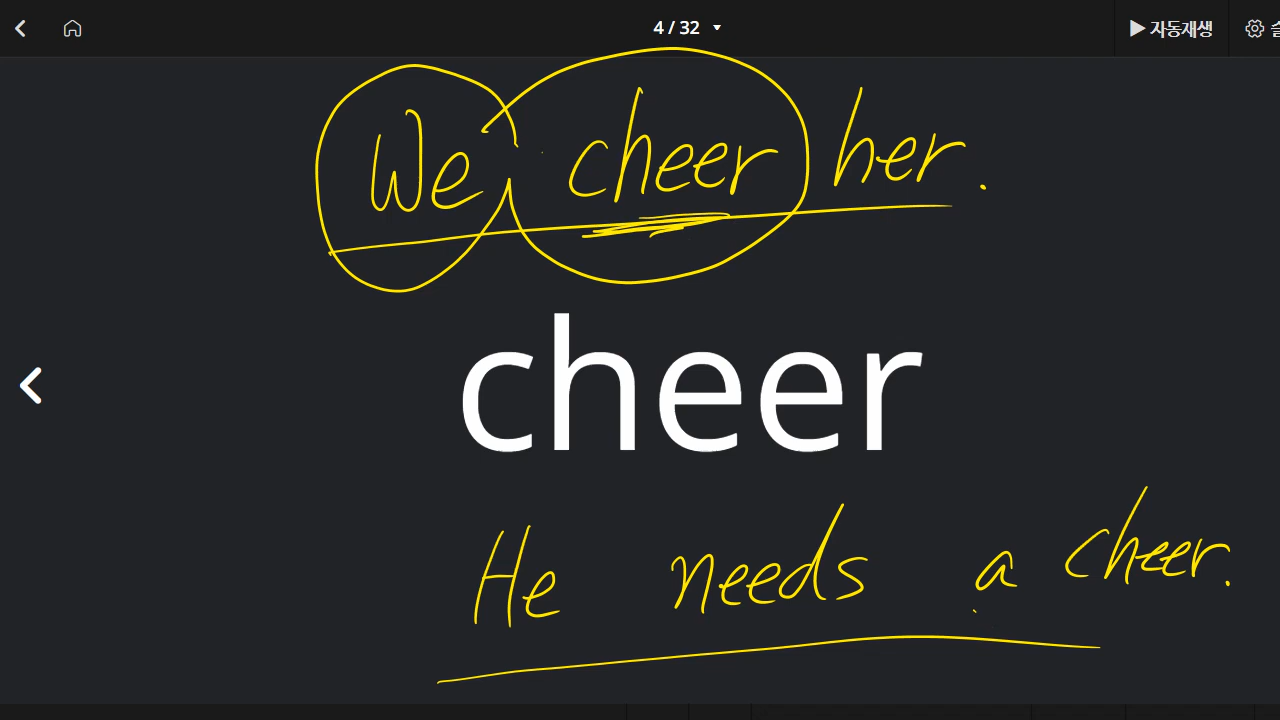 4 / 32
자동재생
We cheer her.
cheer
He needs a cheer.